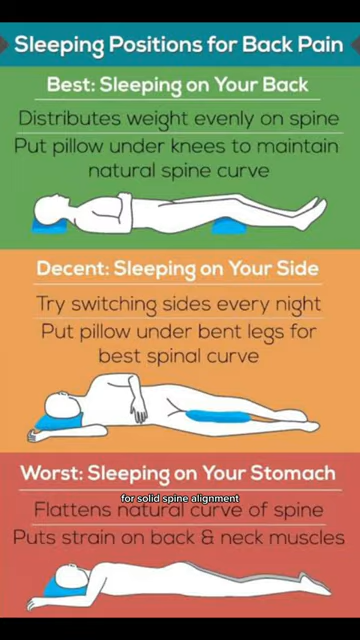 Sleeping Positions for Back Pain
Best: Sleeping on Your Back
Distributes weight evenly on spine
Put pillow under knees to maintain
natural spine curve
Decent: Sleeping on Your Side
Try switching sides every night
Put pillow under bent legs for
best spinal curve
Worst: Sleeping on Your Stomach
for solid spine alignment
Flattens natural curve of spine
Puts strain on back & neck muscles